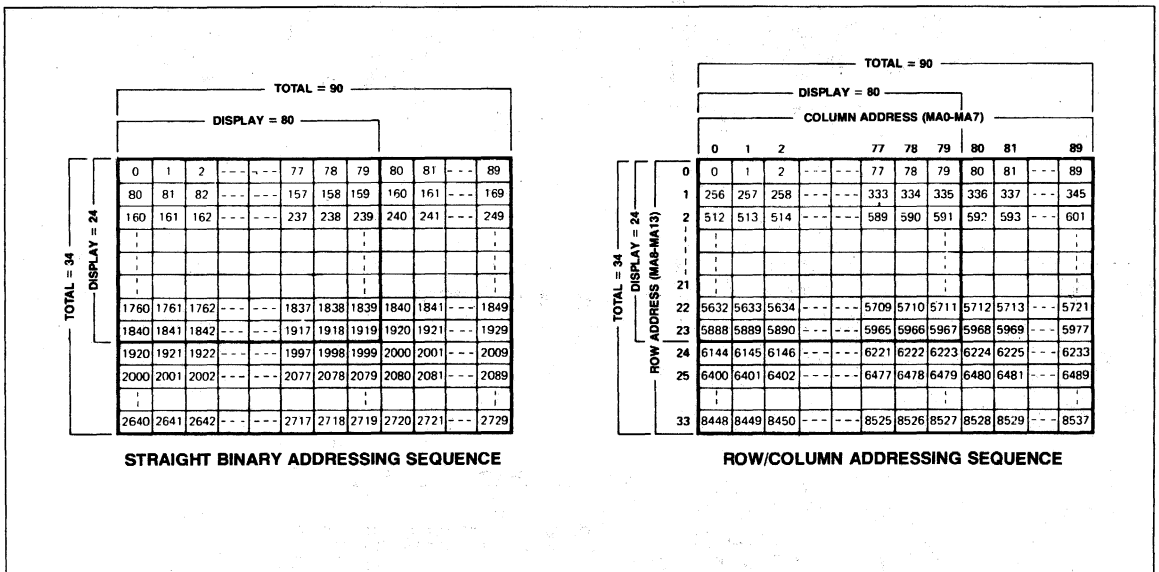 TOTAL = 90
DISPLAY = 80
TOTAL = 34
DISPLAY = 24
0 1 2 --- --- 77 78 79 80 81 --- 89
80 81 82 --- --- 157 158 159 160 161 --- 169
160 161 162 --- --- 237 238 239 240 241 --- 249
1760 1761 1762 --- --- 1837 1838 1839 1840 1841 --- 1849
1840 1841 1842 --- --- 1917 1918 1919 1920 1921 --- 1929
1920 1921 1922 --- --- 1997 1998 1999 2000 2001 --- 2009
2000 2001 2002 --- --- 2077 2078 2079 2080 2081 --- 2089
2640 2641 2642 --- --- 2717 2718 2719 2720 2721 --- 2729
STRAIGHT BINARY ADDRESSING SEQUENCE
TOTAL = 90
DISPLAY = 80
COLUMN ADDRESS (MA0-MA7)
0 1 2 77 78 79 80 81 89
TOTAL = 34
DISPLAY = 24
ROW ADDRESS (MA8-MA13)
0 0 1 2 --- --- 77 78 79 80 81 --- 89
1 256 257 258 --- --- 333 334 335 336 337 --- 345
2 512 513 514 --- --- 589 590 591 592 593 --- 601
21
22 5632 5633 5634 --- --- 5709 5710 5711 5712 5713 --- 5721
23 5888 5889 5890 --- --- 5965 5966 5967 5968 5969 --- 5977
24 6144 6145 6146 --- --- 6221 6222 6223 6224 6225 --- 6233
25 6400 6401 6402 --- --- 6477 6478 6479 6480 6481 --- 6489
33 8448 8449 8450 --- --- 8525 8526 8527 8528 8529 --- 8537
ROW/COLUMN ADDRESSING SEQUENCE